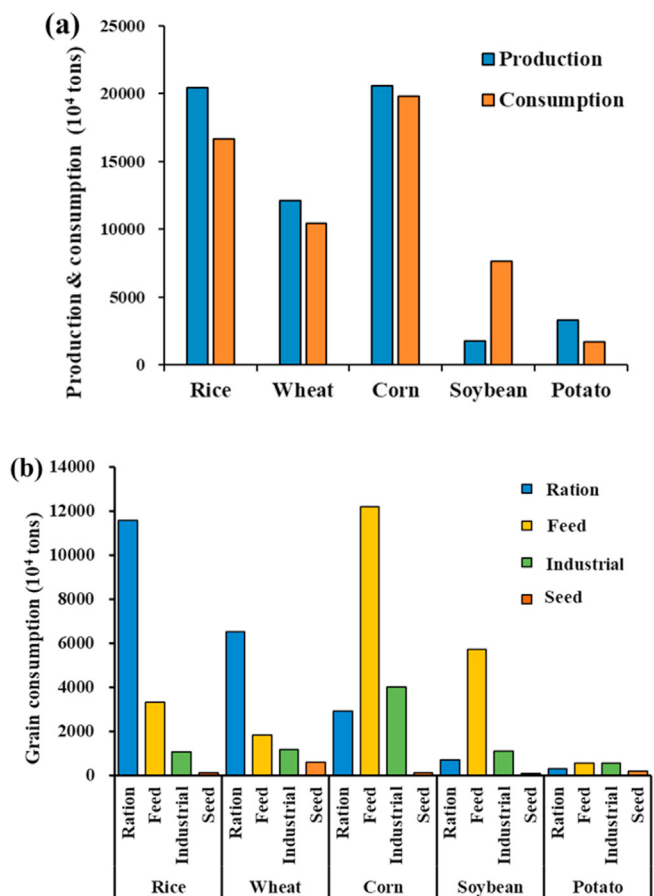 (a)
Production & consumption (10⁴ tons)
25000
20000
15000
10000
5000
0
Production
Consumption
Rice Wheat Corn Soybean Potato
(b)
Grain consumption (10⁴ tons)
14000
12000
10000
8000
6000
4000
2000
0
Ration
Feed
Industrial
Seed
Ration Feed Industrial Seed Ration Feed Industrial Seed Ration Feed Industrial Seed Ration Feed Industrial Seed Ration Feed Industrial Seed
Rice Wheat Corn Soybean Potato